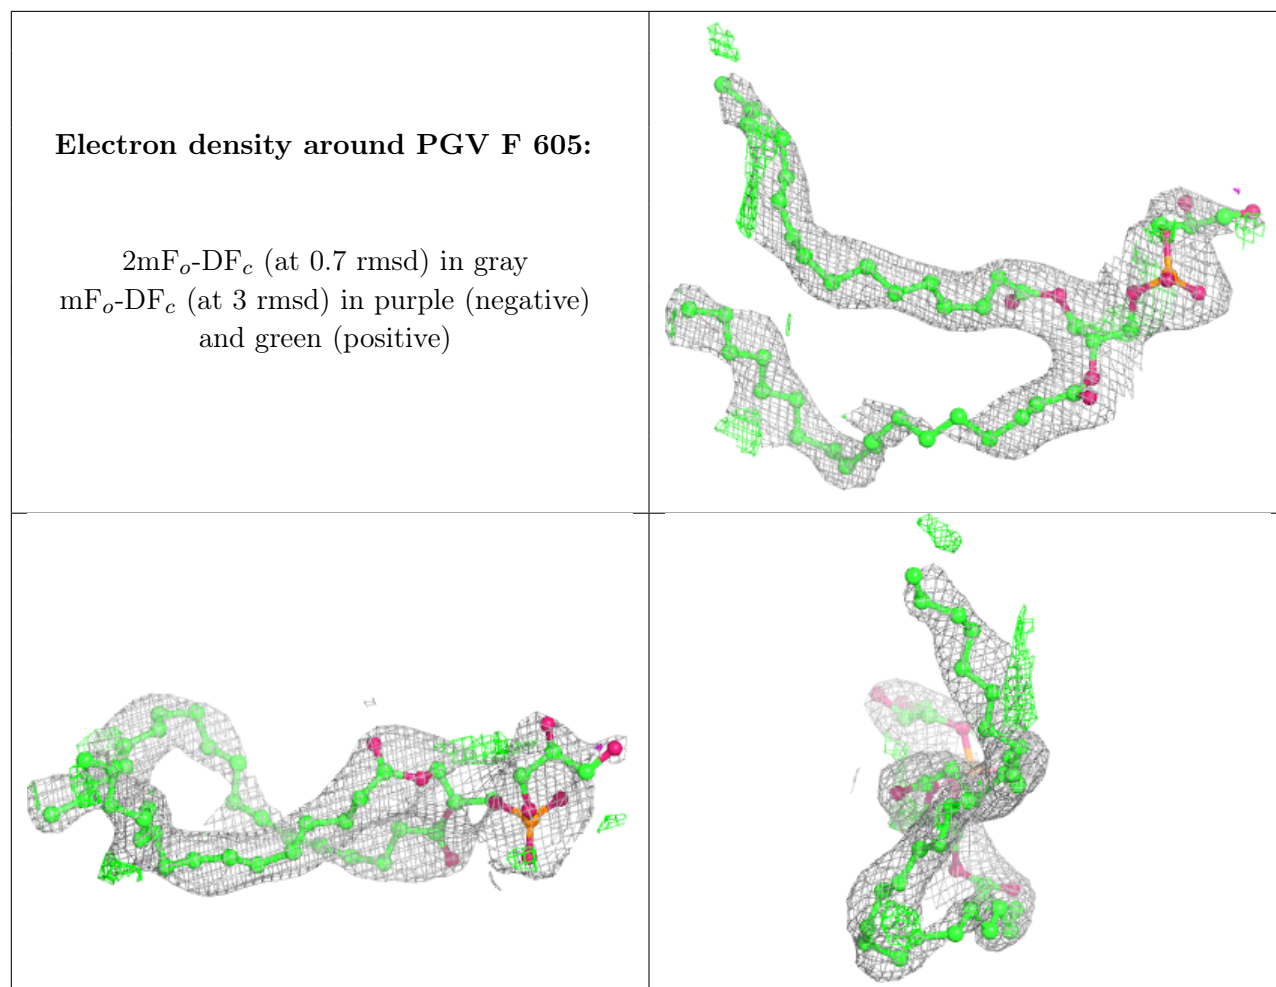 Electron density around PGV F 605:
2mFₒ-DF𝒸 (at 0.7 rmsd) in gray
mFₒ-DF𝒸 (at 3 rmsd) in purple (negative)
and green (positive)